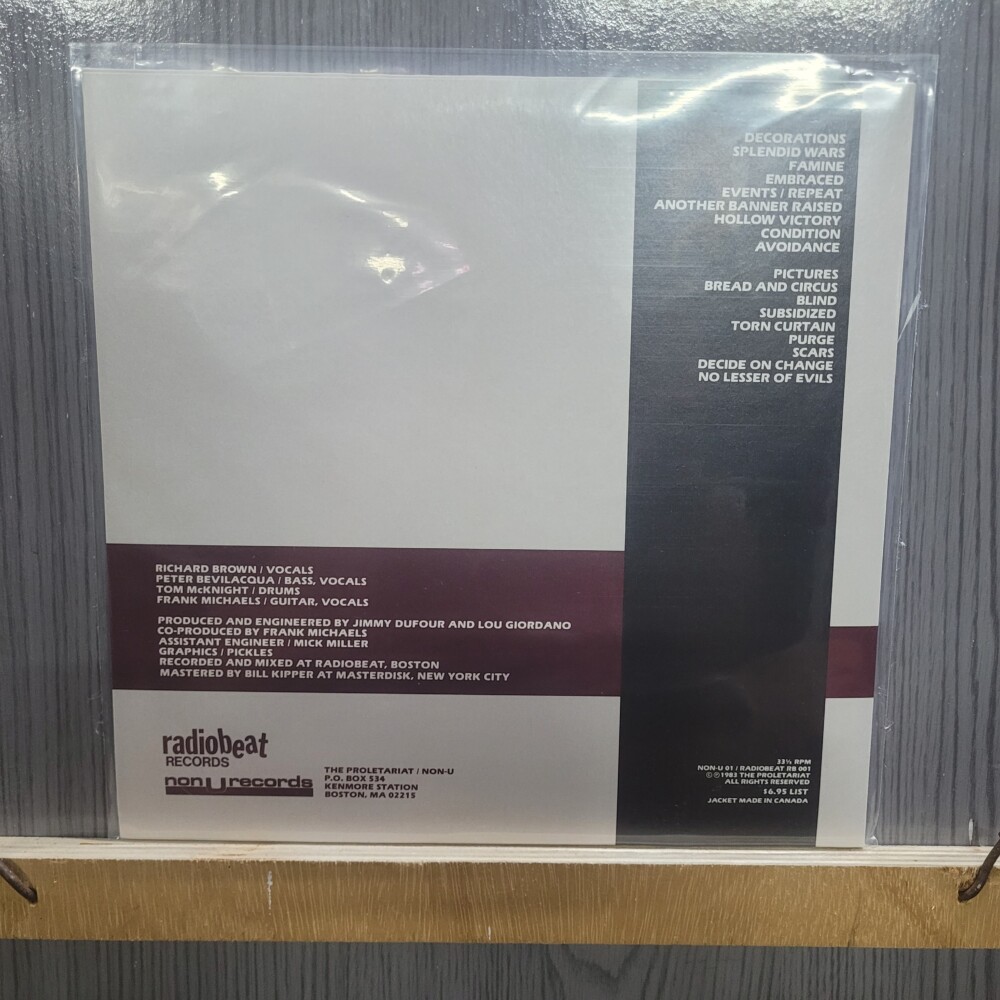 DECORATIONS
SPLENDID WARS
FAMINE
EMBRACED
EVENTS / REPEAT
ANOTHER BANNER RAISED
HOLLOW VICTORY
CONDITION
AVOIDANCE
PICTURES
BREAD AND CIRCUS
BLIND
SUBSIDIZED
TORN CURTAIN
PURGE
SCARS
DECIDE ON CHANGE
NO LESSER OF EVILS
RICHARD BROWN / VOCALS
PETER BEVILACQUA / BASS, VOCALS
TOM McKNIGHT / DRUMS
FRANK MICHAELS / GUITAR, VOCALS
PRODUCED AND ENGINEERED BY JIMMY DUFOUR AND LOU GIORDANO
CO-PRODUCED BY FRANK MICHAELS
ASSISTANT ENGINEER / MICK MILLER
GRAPHICS / PICKLES
RECORDED AND MIXED AT RADIOBEAT, BOSTON
MASTERED BY BILL KIPPER AT MASTERDISK, NEW YORK CITY
radiobeat
RECORDS
non U records
THE PROLETARIAT / NON-U
P.O. BOX 534
KENMORE STATION
BOSTON, MA 02215
33⅓ RPM
NON-U 01 / RADIOBEAT RB 001
©℗1983 THE PROLETARIAT
ALL RIGHTS RESERVED
$6.95 LIST
JACKET MADE IN CANADA